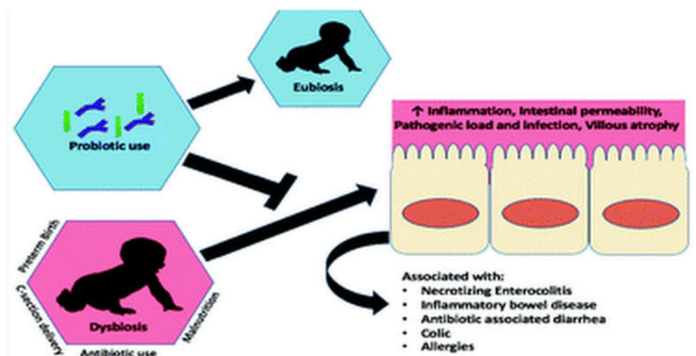 Eubiosis
Probiotic use
↑ Inflammation, Intestinal permeability,
Pathogenic load and infection, Villous atrophy
Preterm Birth
C-section delivery
Dysbiosis
Malnutrition
Antibiotic use
Associated with:
• Necrotizing Enterocolitis
• Inflammatory bowel disease
• Antibiotic associated diarrhea
• Colic
• Allergies